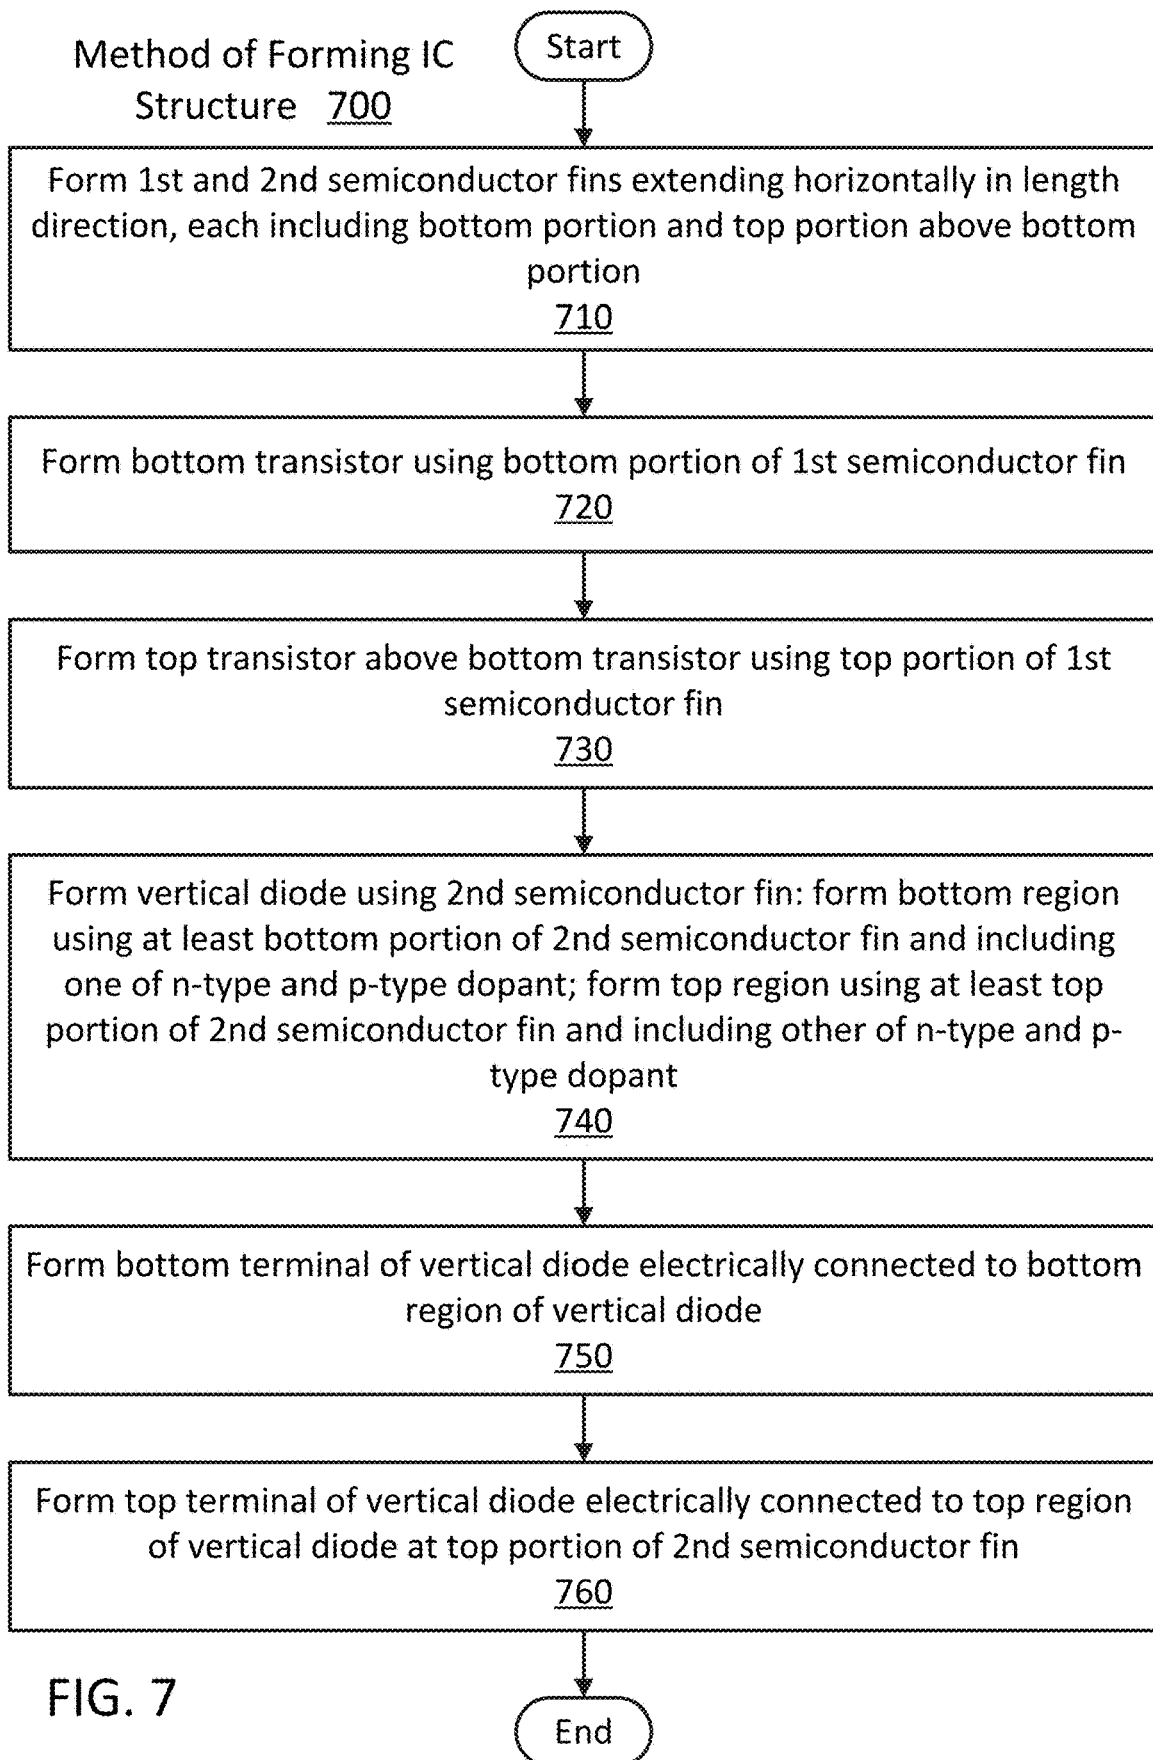 Method of Forming IC
Structure 700
Start
Form 1st and 2nd semiconductor fins extending horizontally in length
direction, each including bottom portion and top portion above bottom
portion
710
Form bottom transistor using bottom portion of 1st semiconductor fin
720
Form top transistor above bottom transistor using top portion of 1st
semiconductor fin
730
Form vertical diode using 2nd semiconductor fin: form bottom region
using at least bottom portion of 2nd semiconductor fin and including
one of n-type and p-type dopant; form top region using at least top
portion of 2nd semiconductor fin and including other of n-type and p-
type dopant
740
Form bottom terminal of vertical diode electrically connected to bottom
region of vertical diode
750
Form top terminal of vertical diode electrically connected to top region
of vertical diode at top portion of 2nd semiconductor fin
760
FIG. 7
End